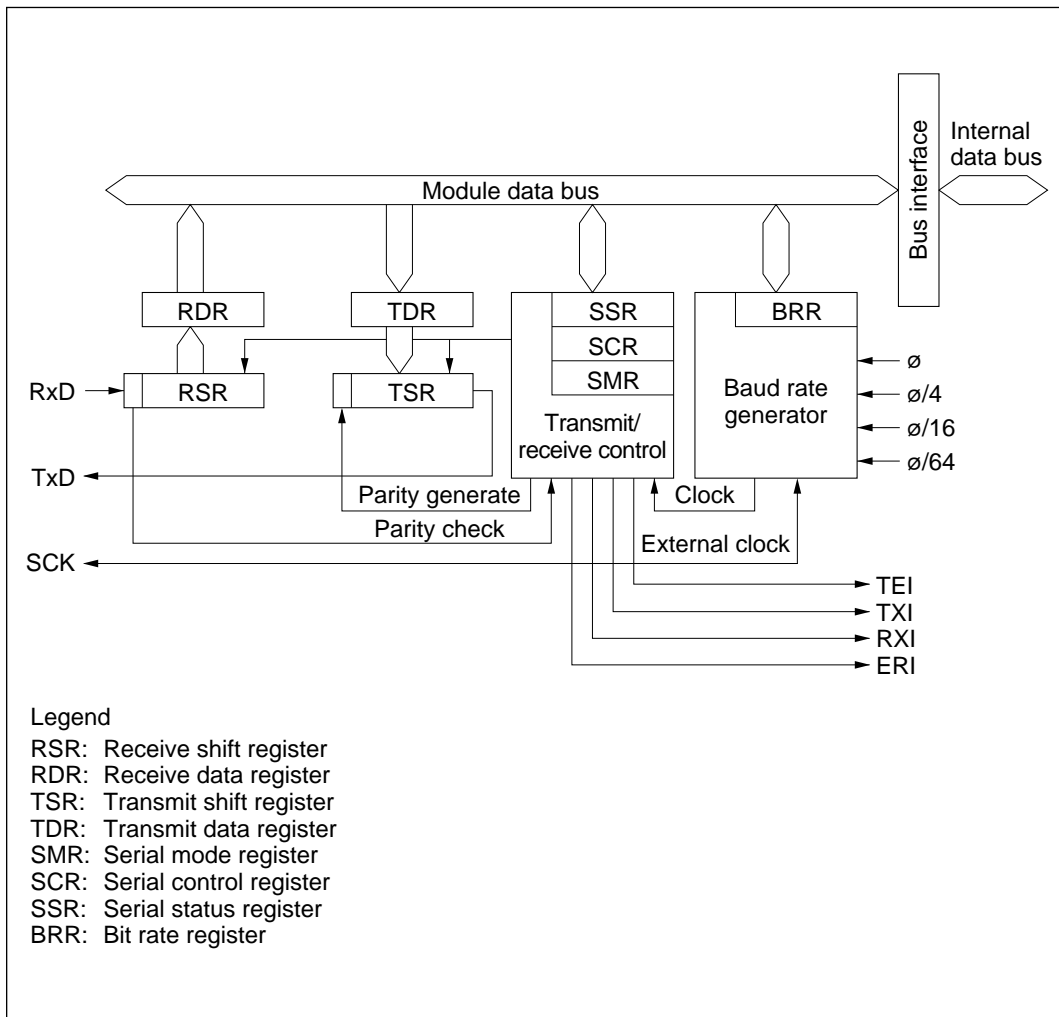 Internal
data bus
Bus interface
Module data bus
RDR
TDR
SSR
BRR
SCR
SMR
RxD
RSR
TSR
Transmit/
receive control
Baud rate
generator
ø
ø/4
ø/16
ø/64
TxD
Parity generate
Clock
Parity check
External clock
SCK
TEI
TXI
RXI
ERI
Legend
RSR: Receive shift register
RDR: Receive data register
TSR: Transmit shift register
TDR: Transmit data register
SMR: Serial mode register
SCR: Serial control register
SSR: Serial status register
BRR: Bit rate register